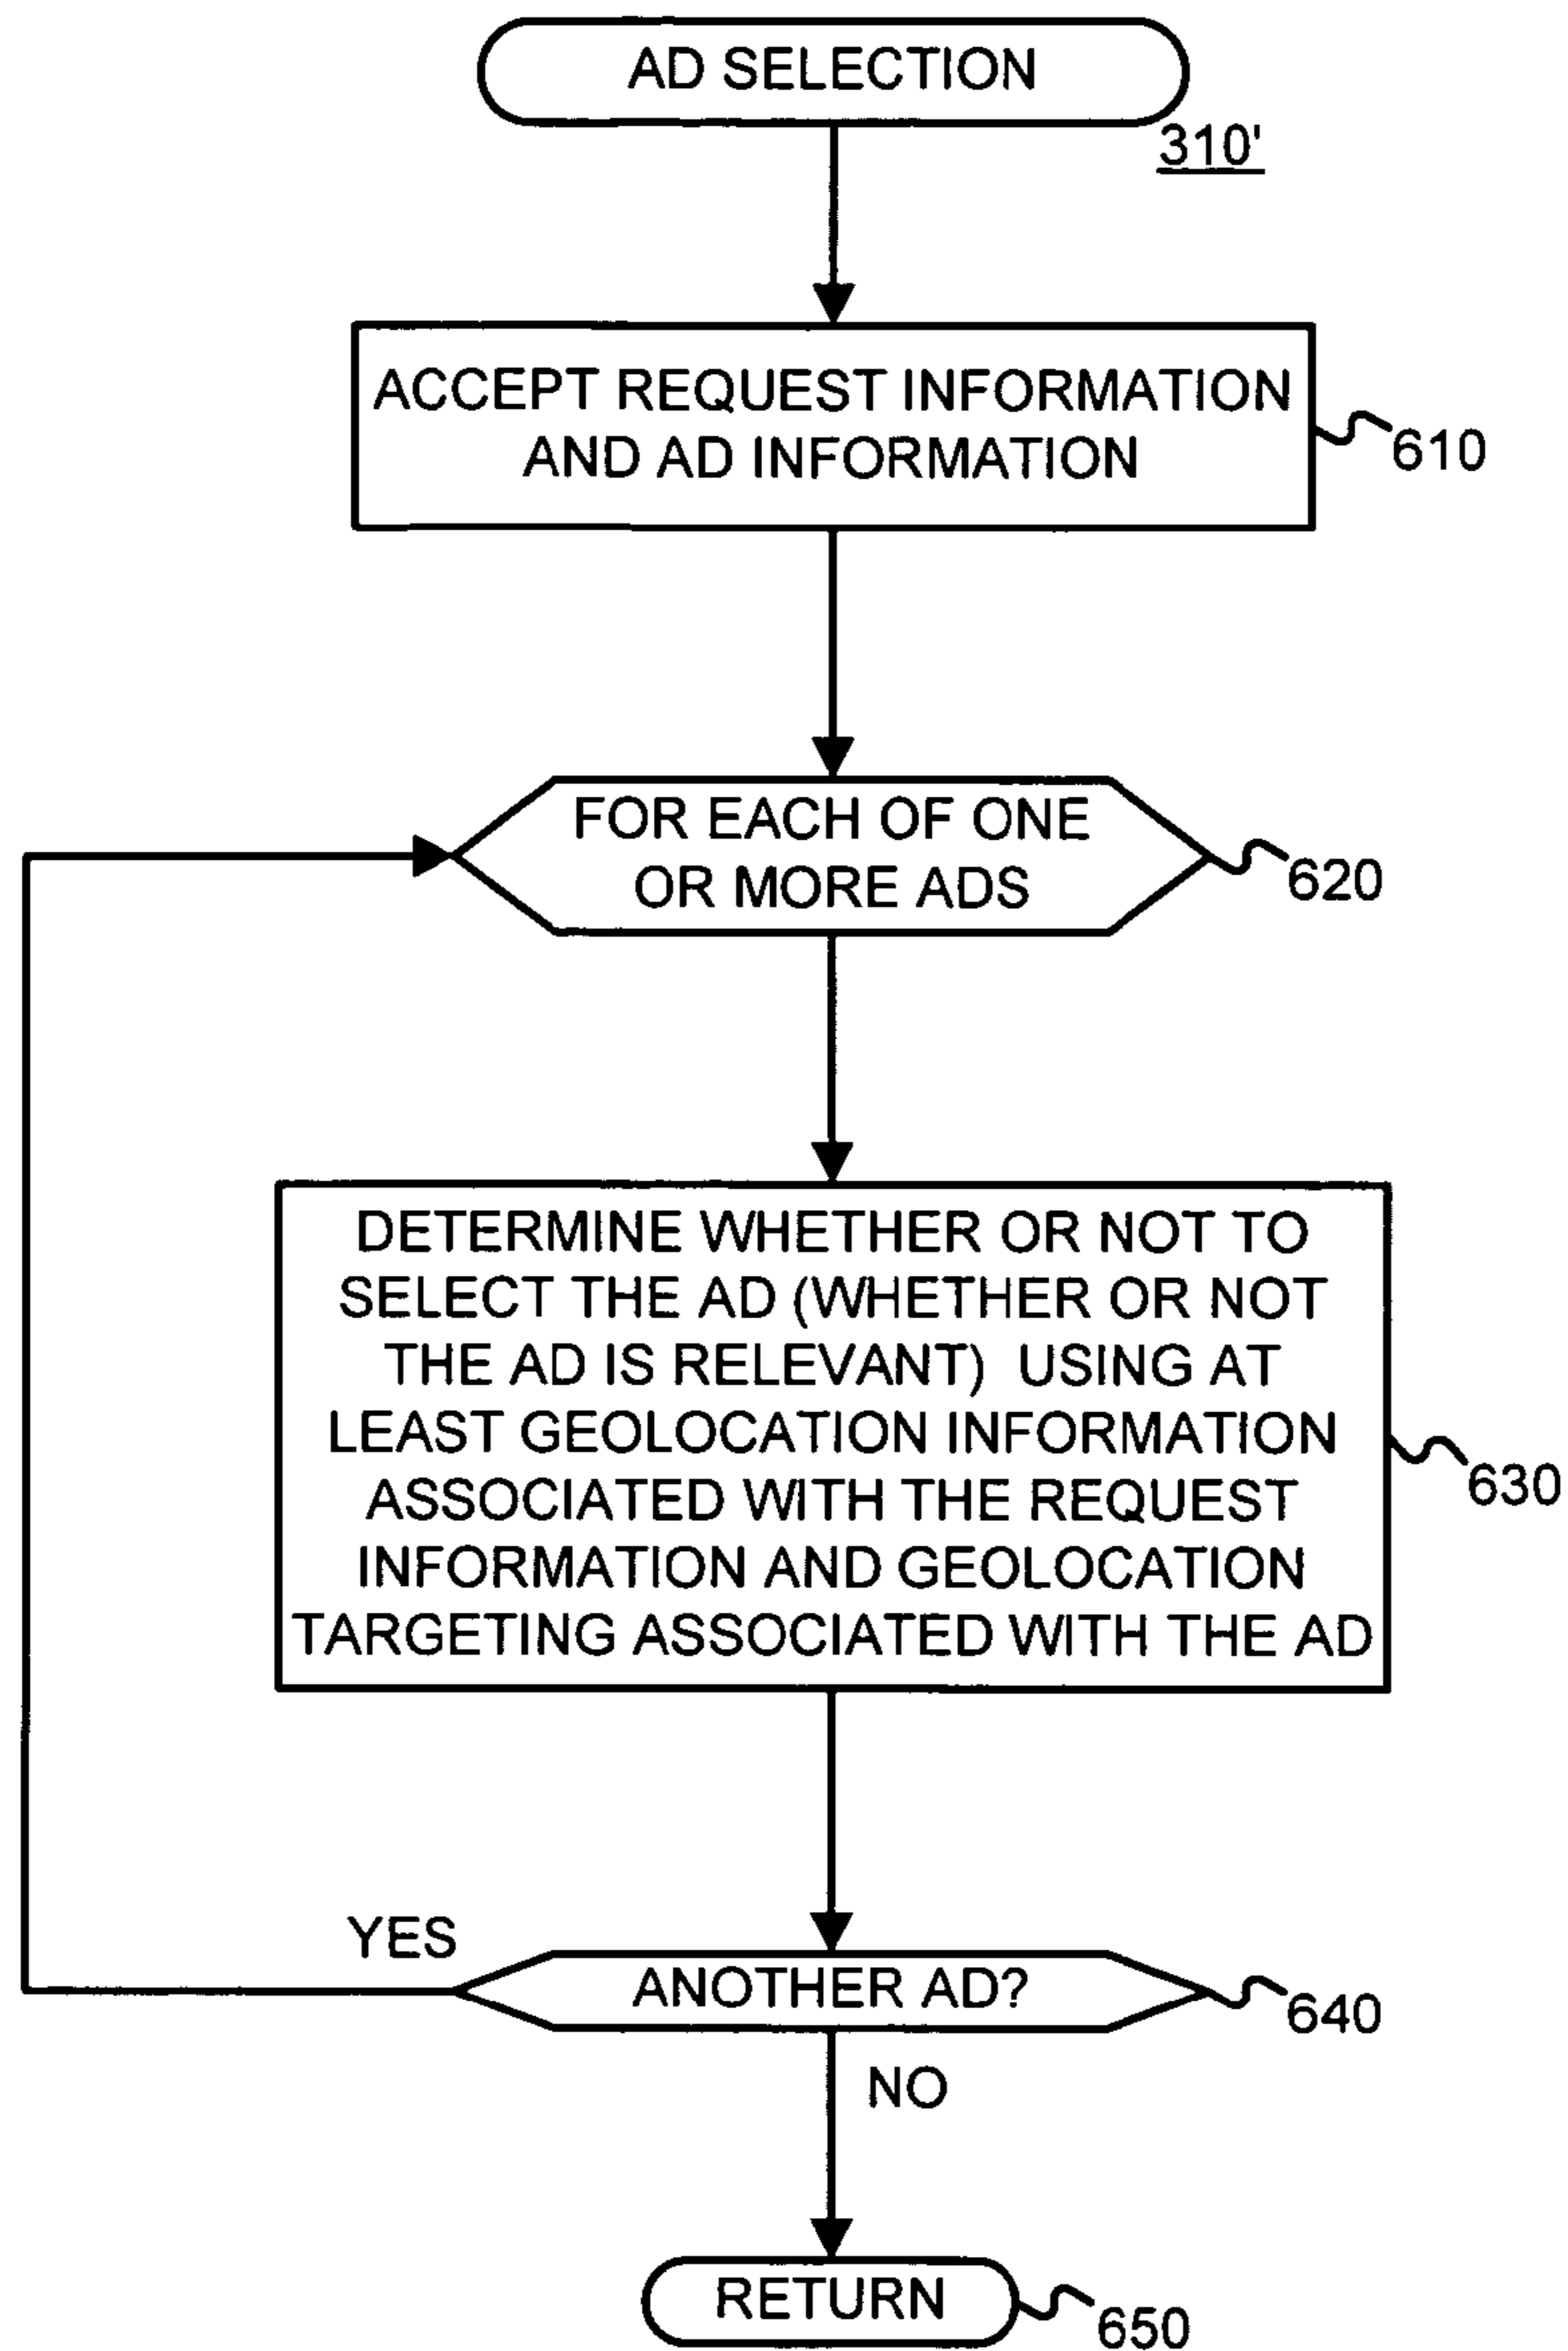 AD SELECTION
310'
ACCEPT REQUEST INFORMATION
AND AD INFORMATION
610
FOR EACH OF ONE
OR MORE ADS
620
DETERMINE WHETHER OR NOT TO
SELECT THE AD (WHETHER OR NOT
THE AD IS RELEVANT) USING AT
LEAST GEOLOCATION INFORMATION
ASSOCIATED WITH THE REQUEST
INFORMATION AND GEOLOCATION
TARGETING ASSOCIATED WITH THE AD
630
YES
ANOTHER AD?
640
NO
RETURN
650